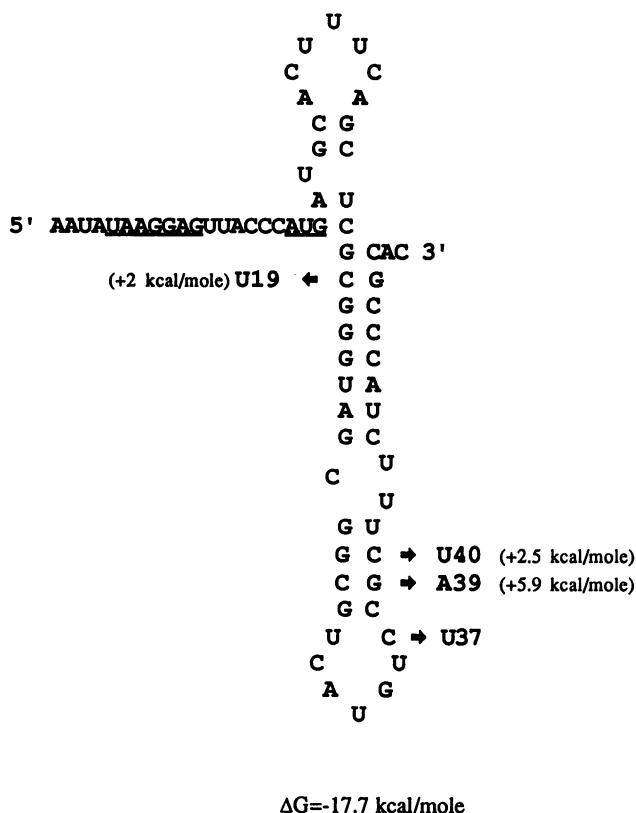 U
U U
C C
A A
C G
G C
U
A U
5' AAUAUAAGGAGUUACCCAUG C
G CAC 3'
(+2 kcal/mole) U19 ← C G
G C
G C
G C
U A
A U
G C
U
C
U
G U
G C → U40 (+2.5 kcal/mole)
C G → A39 (+5.9 kcal/mole)
G C
U C → U37
C U
A G
U
ΔG=-17.7 kcal/mole